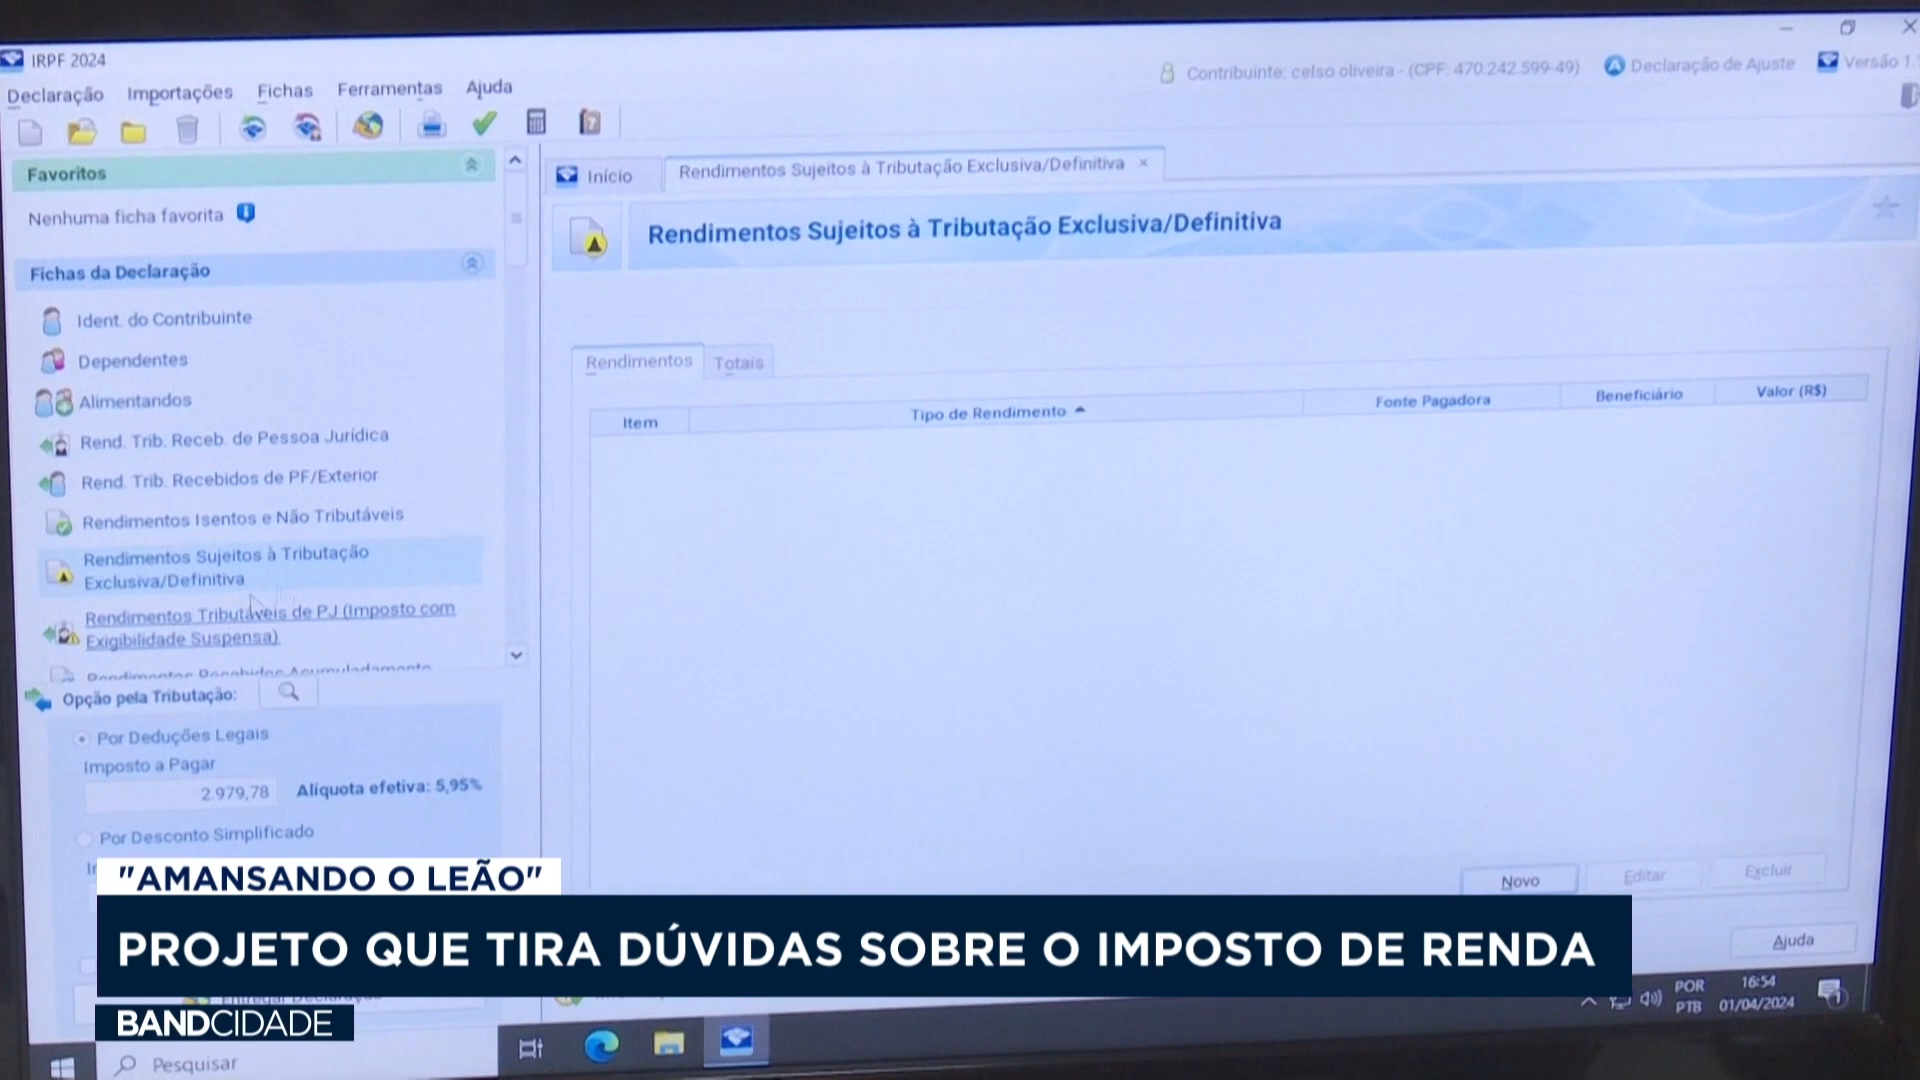 IRPF 2024
Contribuinte: celso oliveira - (CPF: 470.242.599-49)
Declaração de Ajuste
Versão 1.
Declaração Importações Fichas Ferramentas Ajuda
Favoritos
Nenhuma ficha favorita
Fichas da Declaração
Ident. do Contribuinte
Dependentes
Alimentandos
Rend. Trib. Receb. de Pessoa Jurídica
Rend. Trib. Recebidos de PF/Exterior
Rendimentos Isentos e Não Tributáveis
Rendimentos Sujeitos à Tributação
Exclusiva/Definitiva
Rendimentos Tributáveis de PJ (Imposto com
Exigibilidade Suspensa)
Rendimentos Recebidos Acumuladamente
Opção pela Tributação:
Por Deduções Legais
Imposto a Pagar
2.979,78 Alíquota efetiva: 5,95%
Por Desconto Simplificado
Início
Rendimentos Sujeitos à Tributação Exclusiva/Definitiva ×
Rendimentos Sujeitos à Tributação Exclusiva/Definitiva
Rendimentos Totais
Item Tipo de Rendimento Fonte Pagadora Beneficiário Valor (R$)
Novo Editar Excluir
Ajuda
"AMANSANDO O LEÃO"
PROJETO QUE TIRA DÚVIDAS SOBRE O IMPOSTO DE RENDA
BANDCIDADE
Pesquisar
POR
PTB
16:54
01/04/2024
1